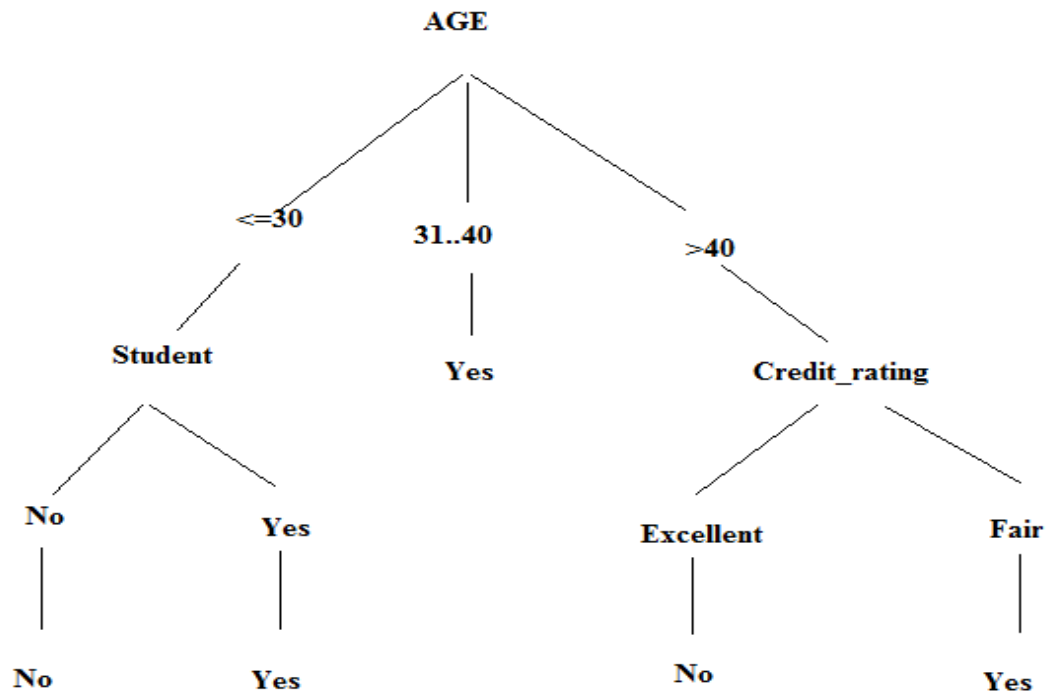 AGE
<=30
31..40
>40
Student
Yes
Credit_rating
No
Yes
Excellent
Fair
No
Yes
No
Yes